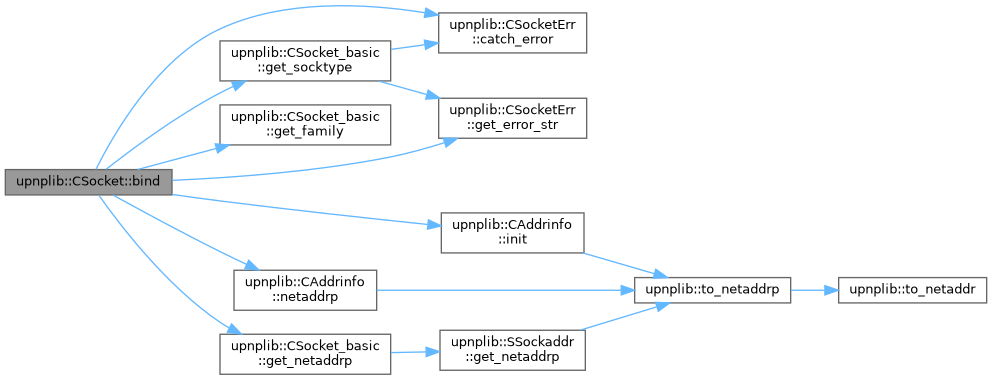 upnplib::CSocketErr
::catch_error
upnplib::CSocket_basic
::get_socktype
upnplib::CSocketErr
::get_error_str
upnplib::CSocket_basic
::get_family
upnplib::CSocket::bind
upnplib::CAddrinfo
::init
upnplib::CAddrinfo
::netaddrp
upnplib::to_netaddrp
upnplib::to_netaddr
upnplib::CSocket_basic
::get_netaddrp
upnplib::SSockaddr
::get_netaddrp